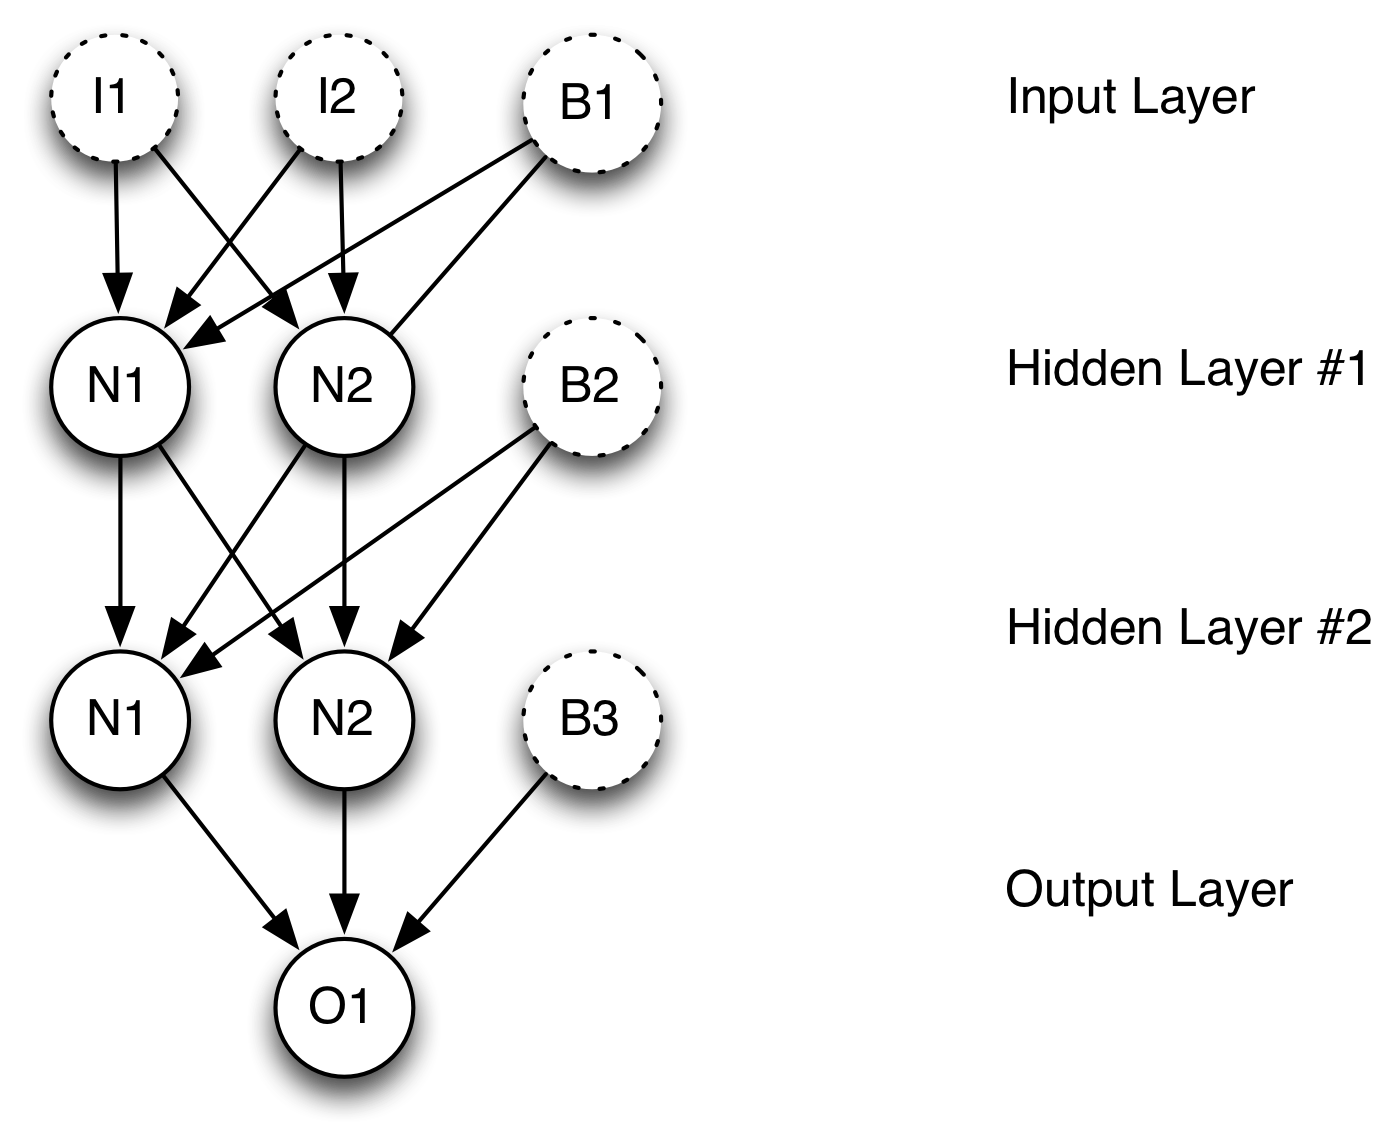 I1 I2 B1 Input Layer
N1 N2 B2 Hidden Layer #1
Hidden Layer #2
N1 N2 B3
Output Layer
O1